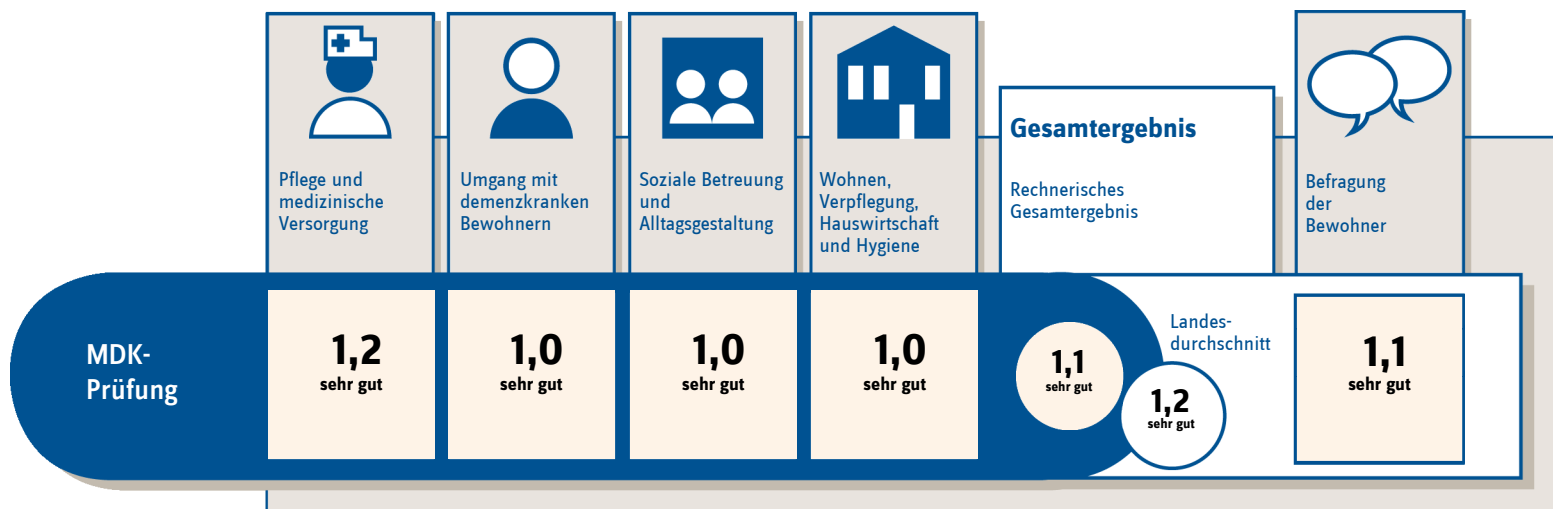 Pflege und
medizinische
Versorgung
Umgang mit
demenzkranken
Bewohnern
Soziale Betreuung
und
Alltagsgestaltung
Wohnen,
Verpflegung,
Hauswirtschaft
und Hygiene
Gesamtergebnis
Rechnerisches
Gesamtergebnis
Befragung
der
Bewohner
MDK-
Prüfung
1,2
sehr gut
1,0
sehr gut
1,0
sehr gut
1,0
sehr gut
1,1
sehr gut
Landes-
durchschnitt
1,2
sehr gut
1,1
sehr gut